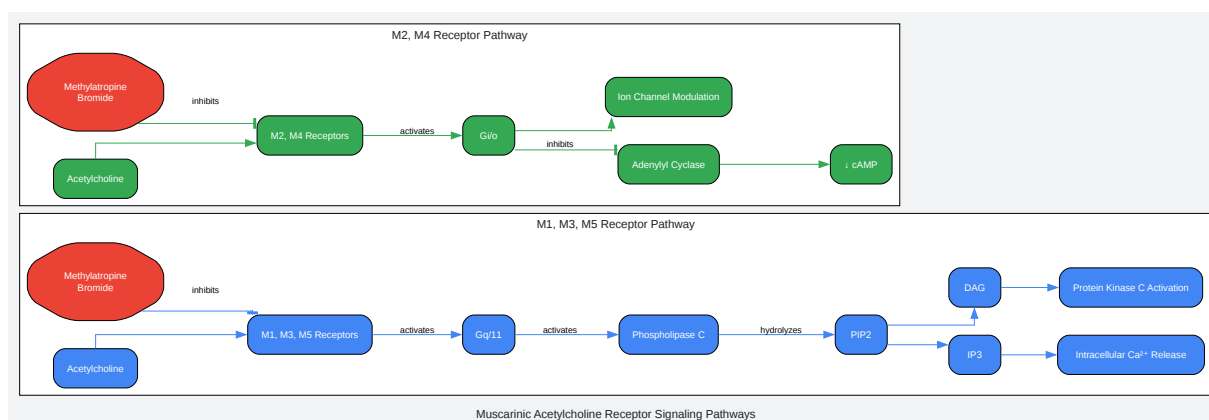 M2, M4 Receptor Pathway
Methylatropine
Bromide
inhibits
M2, M4 Receptors
Acetylcholine
activates
Gi/o
inhibits
Ion Channel Modulation
Adenylyl Cyclase
↓ cAMP
M1, M3, M5 Receptor Pathway
Methylatropine
Bromide
inhibits
M1, M3, M5 Receptors
Acetylcholine
activates
Gq/11
activates
Phospholipase C
hydrolyzes
PIP2
DAG
Protein Kinase C Activation
IP3
Intracellular Ca²⁺ Release
Muscarinic Acetylcholine Receptor Signaling Pathways